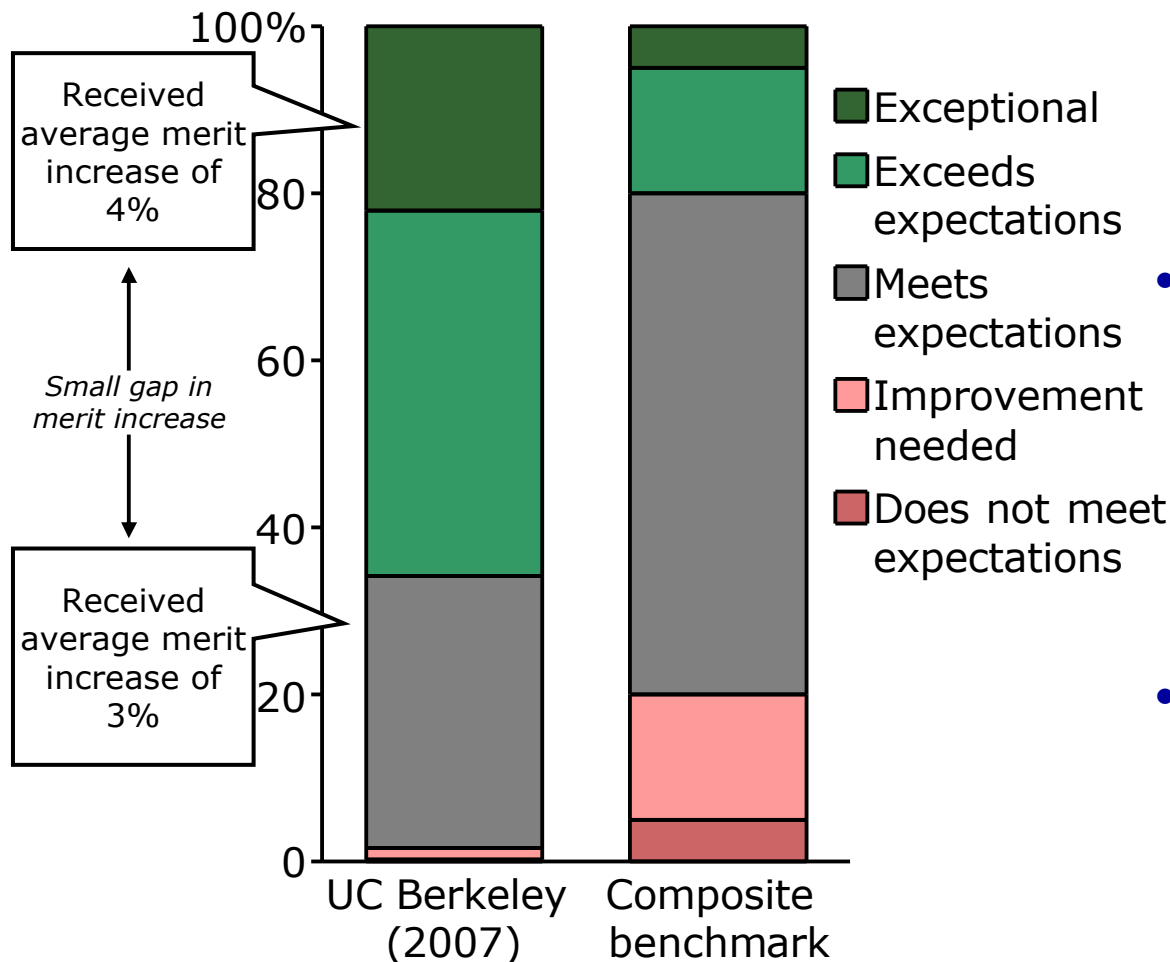 100%
80
60
40
20
0
Received
average merit
increase of
4%
Small gap in
merit increase
Received
average merit
increase of
3%
UC Berkeley
(2007)
Composite
benchmark
Exceptional
Exceeds
expectations
Meets
expectations
Improvement
needed
Does not meet
expectations